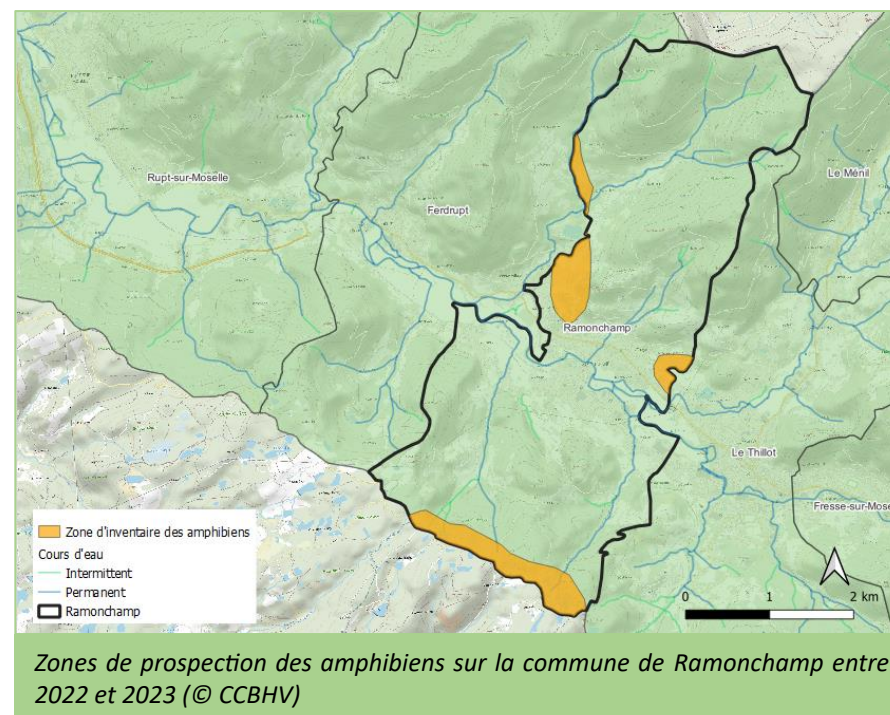 Rupt-sur-Moselle
Ferdrupt
Le Ménil
Ramonchamp
Le Thillot
Fresse-sur-Mose
Zone d'inventaire des amphibiens
Cours d'eau
Intermittent
Permanent
Ramonchamp
0 1 2 km
Zones de prospection des amphibiens sur la commune de Ramonchamp entre
2022 et 2023 (© CCBHV)